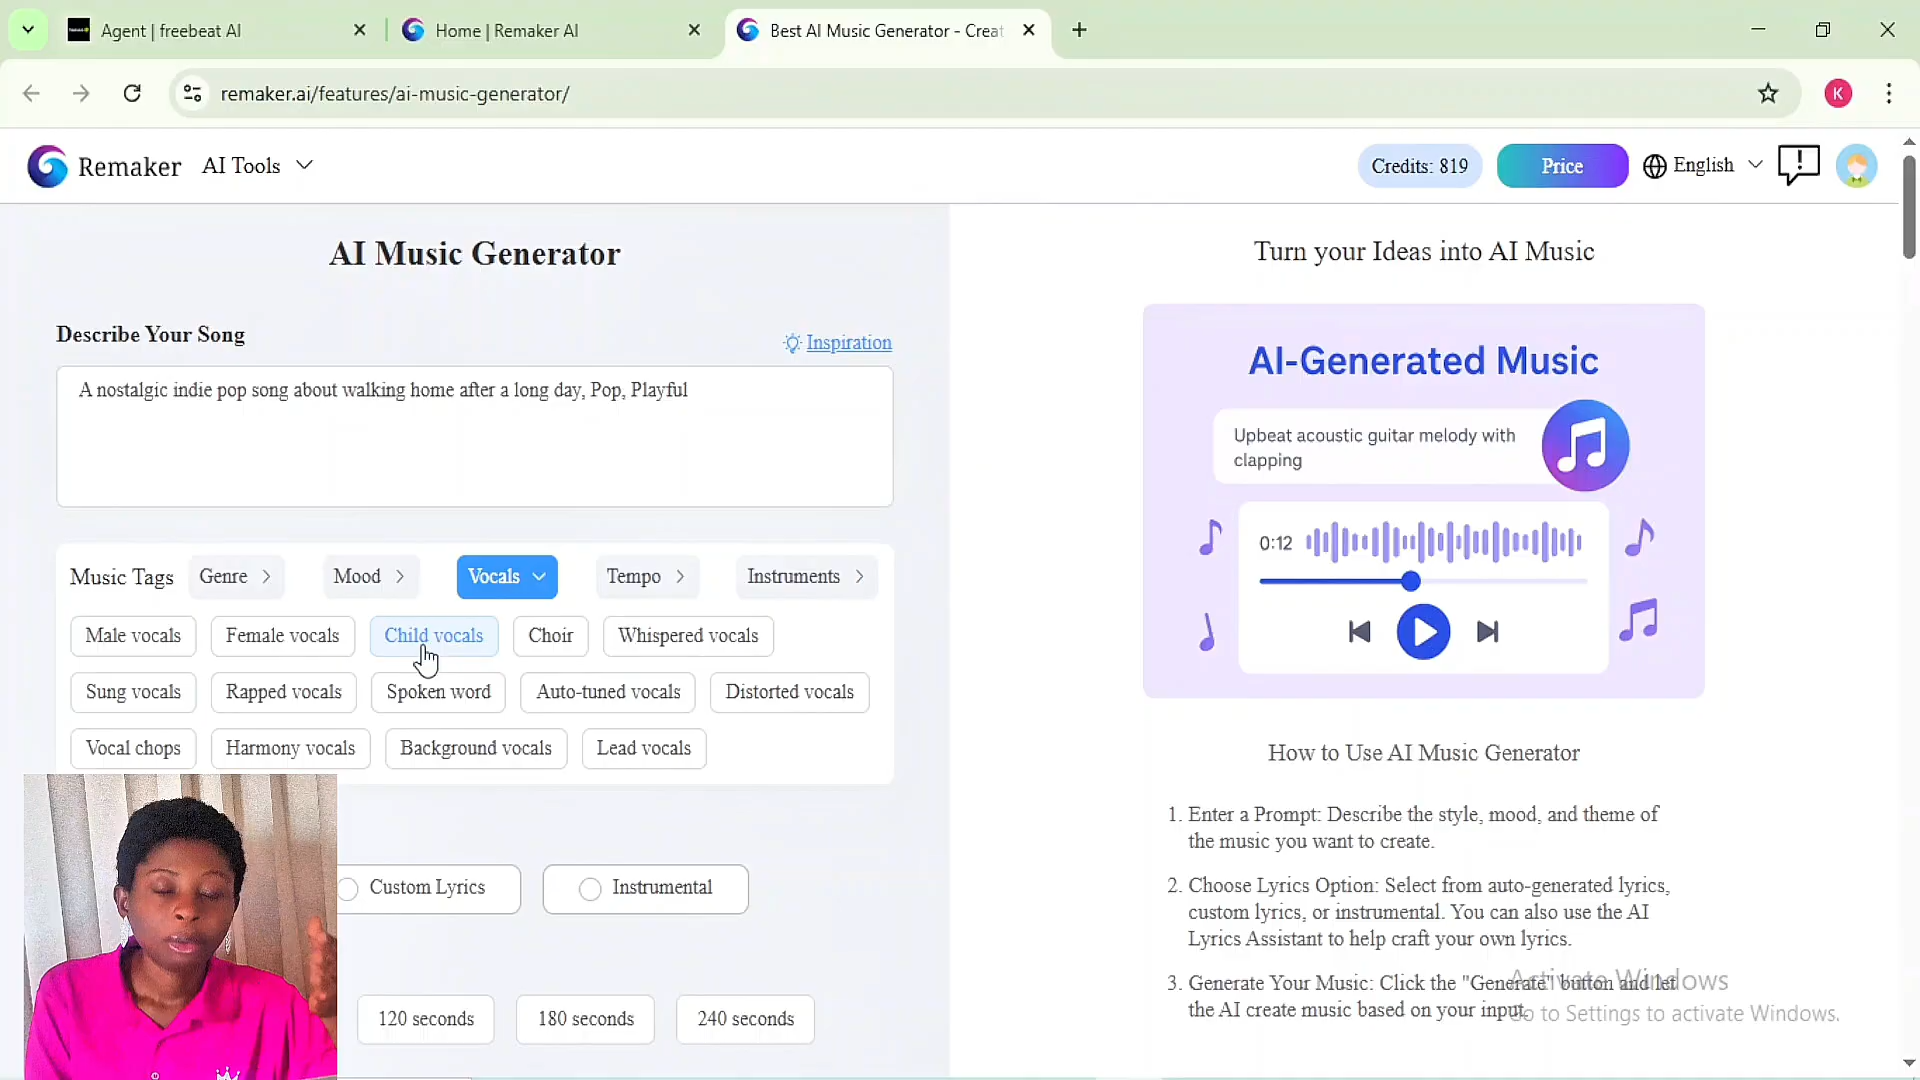 Agent | freebeat AI
Home | Remaker AI
Best AI Music Generator - Creat
remaker.ai/features/ai-music-generator/
K
Remaker
AI Tools
Credits: 819
Price
English
AI Music Generator
Describe Your Song
Inspiration
A nostalgic indie pop song about walking home after a long day, Pop, Playful
Music Tags
Genre
Mood
Vocals
Tempo
Instruments
Male vocals
Female vocals
Child vocals
Choir
Whispered vocals
Sung vocals
Rapped vocals
Spoken word
Auto-tuned vocals
Distorted vocals
Vocal chops
Harmony vocals
Background vocals
Lead vocals
Custom Lyrics
Instrumental
120 seconds
180 seconds
240 seconds
Turn your Ideas into AI Music
AI-Generated Music
Upbeat acoustic guitar melody with
clapping
0:12
How to Use AI Music Generator
1. Enter a Prompt: Describe the style, mood, and theme of
the music you want to create.
2. Choose Lyrics Option: Select from auto-generated lyrics,
custom lyrics, or instrumental. You can also use the AI
Lyrics Assistant to help craft your own lyrics.
3. Generate Your Music: Click the "Generate" button and let
the AI create music based on your input.
Activate Windows
Go to Settings to activate Windows.